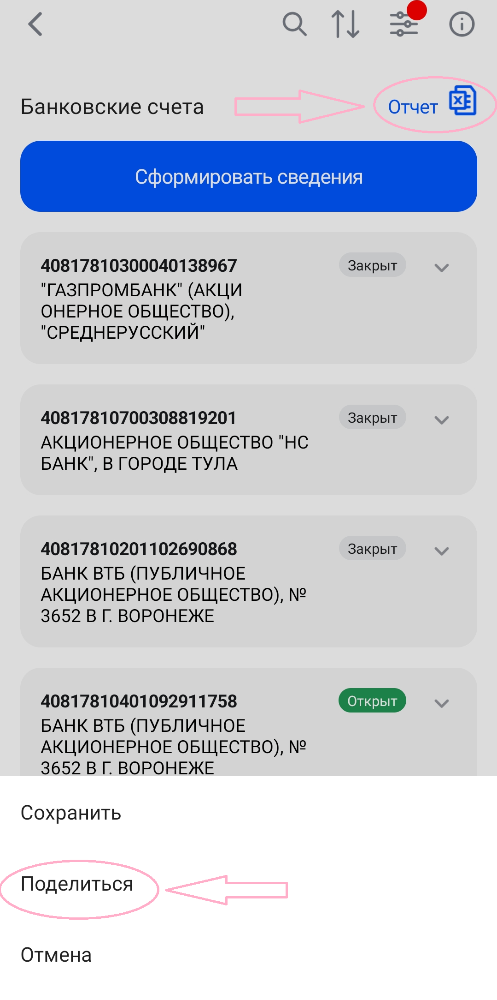 Банковские счета
Отчет
Сформировать сведения
40817810300040138967
Закрыт
"ГАЗПРОМБАНК" (АКЦИ
ОНЕРНОЕ ОБЩЕСТВО),
"СРЕДНЕРУССКИЙ"
40817810700308819201
Закрыт
АКЦИОНЕРНОЕ ОБЩЕСТВО "НС
БАНК", В ГОРОДЕ ТУЛА
40817810201102690868
Закрыт
БАНК ВТБ (ПУБЛИЧНОЕ
АКЦИОНЕРНОЕ ОБЩЕСТВО), №
3652 В Г. ВОРОНЕЖЕ
40817810401092911758
Открыт
БАНК ВТБ (ПУБЛИЧНОЕ
АКЦИОНЕРНОЕ ОБЩЕСТВО), №
3652 В Г. ВОРОНЕЖЕ
Сохранить
Поделиться
Отмена